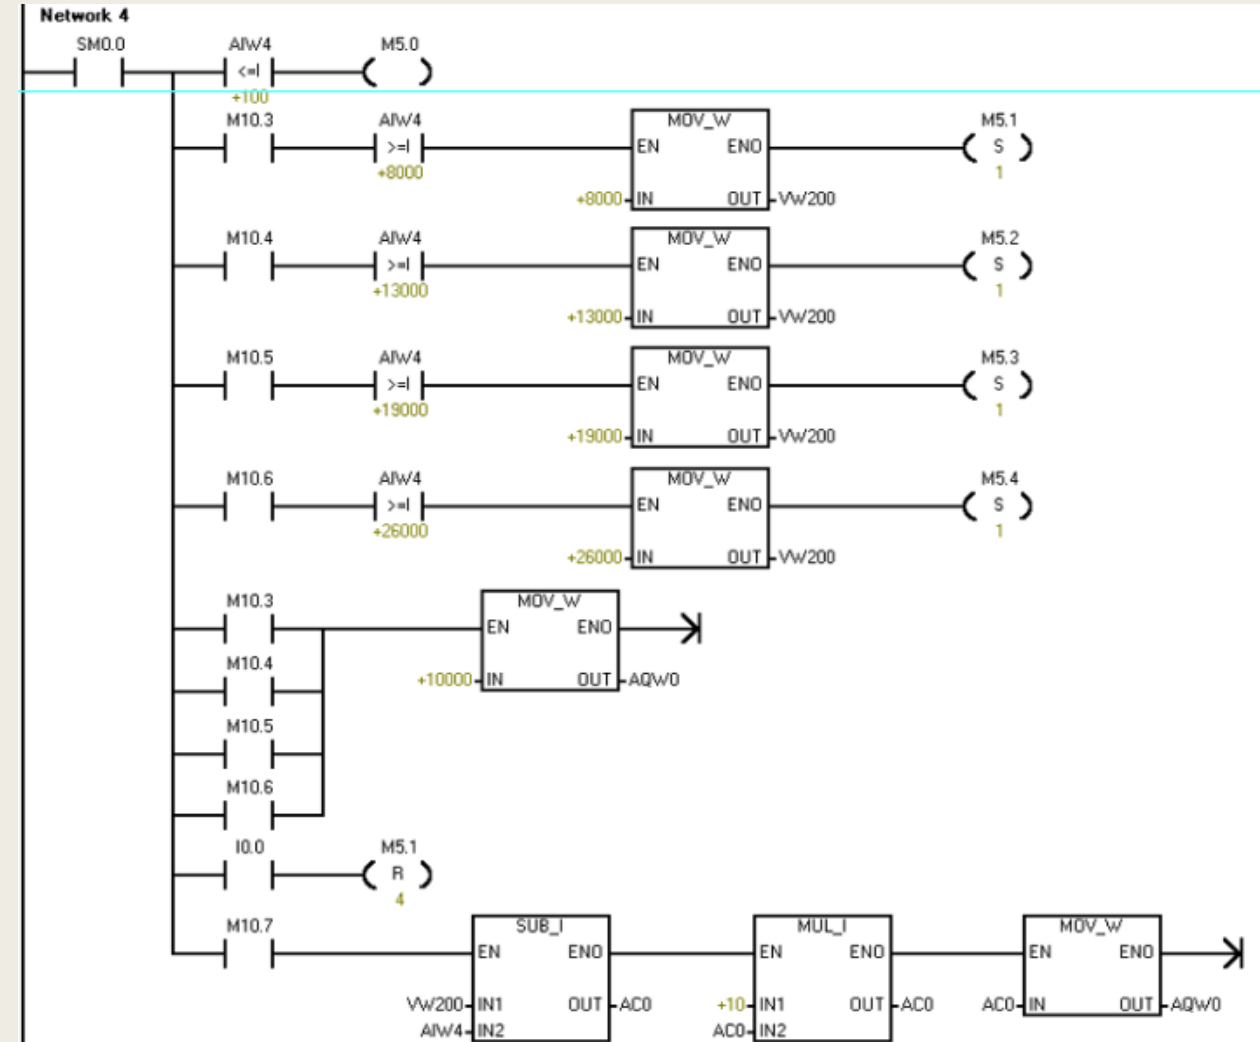 Network 4
SM0.0 AIW4 M5.0
<=I
+100
M10.3 AIW4 MOV_W M5.1
>=I EN ENO S
+8000 1
+8000 IN OUT VW200
M10.4 AIW4 MOV_W M5.2
>=I EN ENO S
+13000 1
+13000 IN OUT VW200
M10.5 AIW4 MOV_W M5.3
>=I EN ENO S
+19000 1
+19000 IN OUT VW200
M10.6 AIW4 MOV_W M5.4
>=I EN ENO S
+26000 1
+26000 IN OUT VW200
M10.3 MOV_W
EN ENO
M10.4
+10000 IN OUT AQW0
M10.5
M10.6
I0.0 M5.1
R
4
M10.7 SUB_I MUL_I MOV_W
EN ENO EN ENO EN ENO
VW200 IN1 OUT AC0 +10 IN1 OUT AC0 AC0 IN OUT AQW0
AIW4 IN2 AC0 IN2